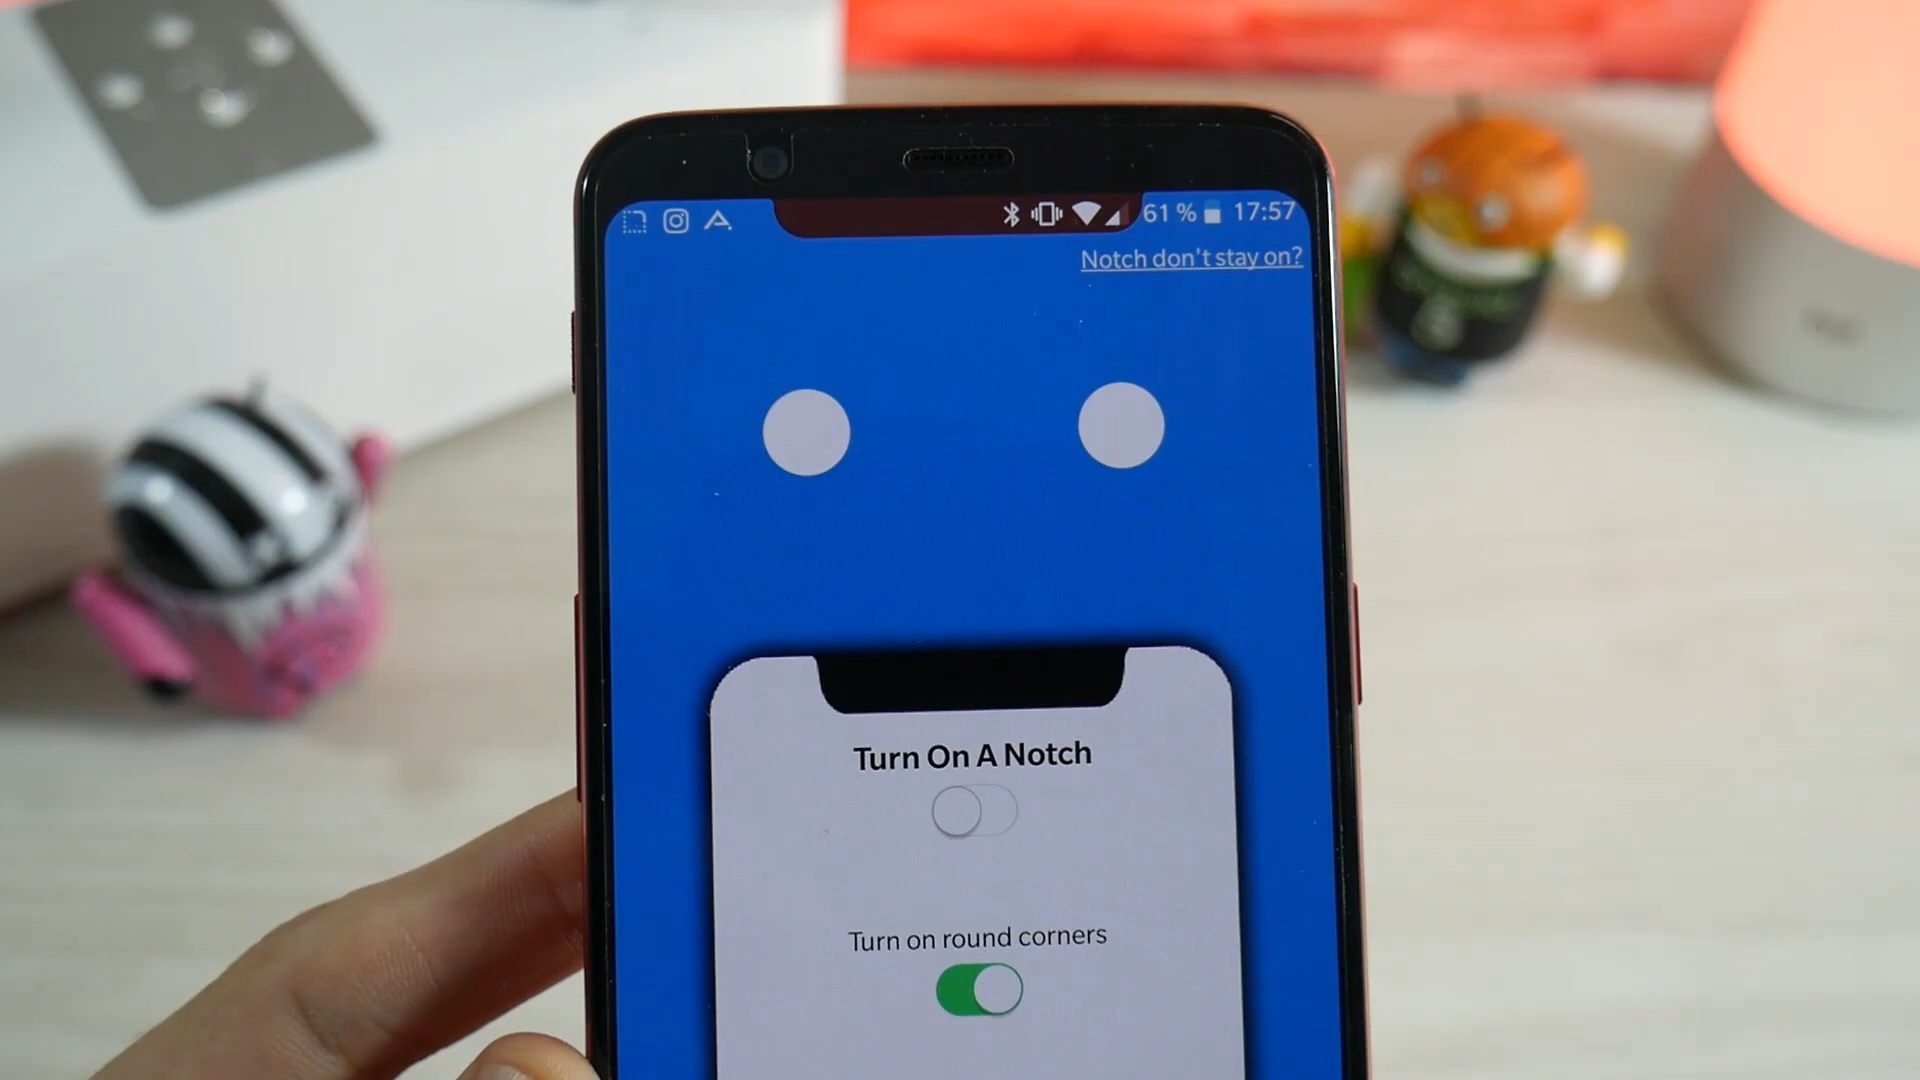 61 % 17:57
Notch don't stay on?
Turn On A Notch
Turn on round corners